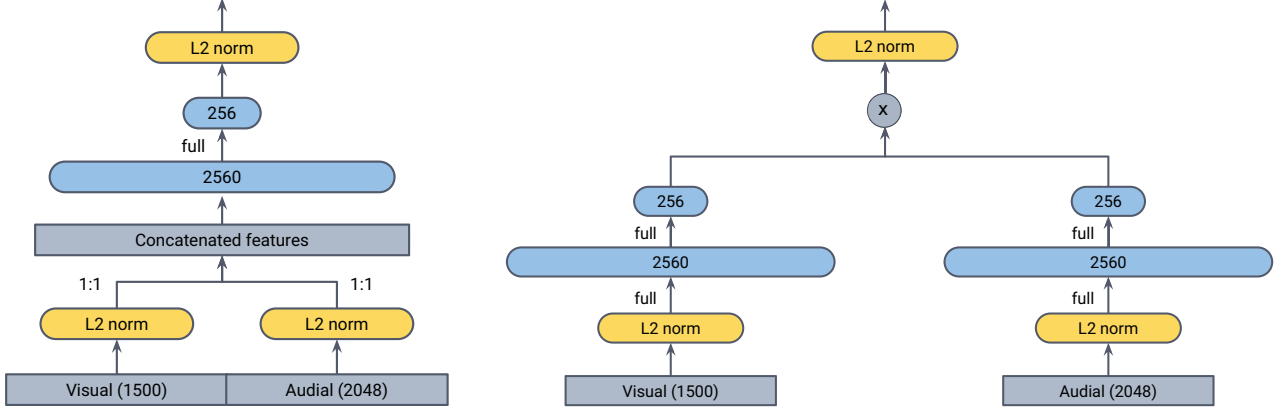 L2 norm
256
full
2560
Concatenated features
1:1 1:1
L2 norm L2 norm
Visual (1500) Audial (2048)
L2 norm
x
256 256
full full
2560 2560
full full
L2 norm L2 norm
Visual (1500) Audial (2048)